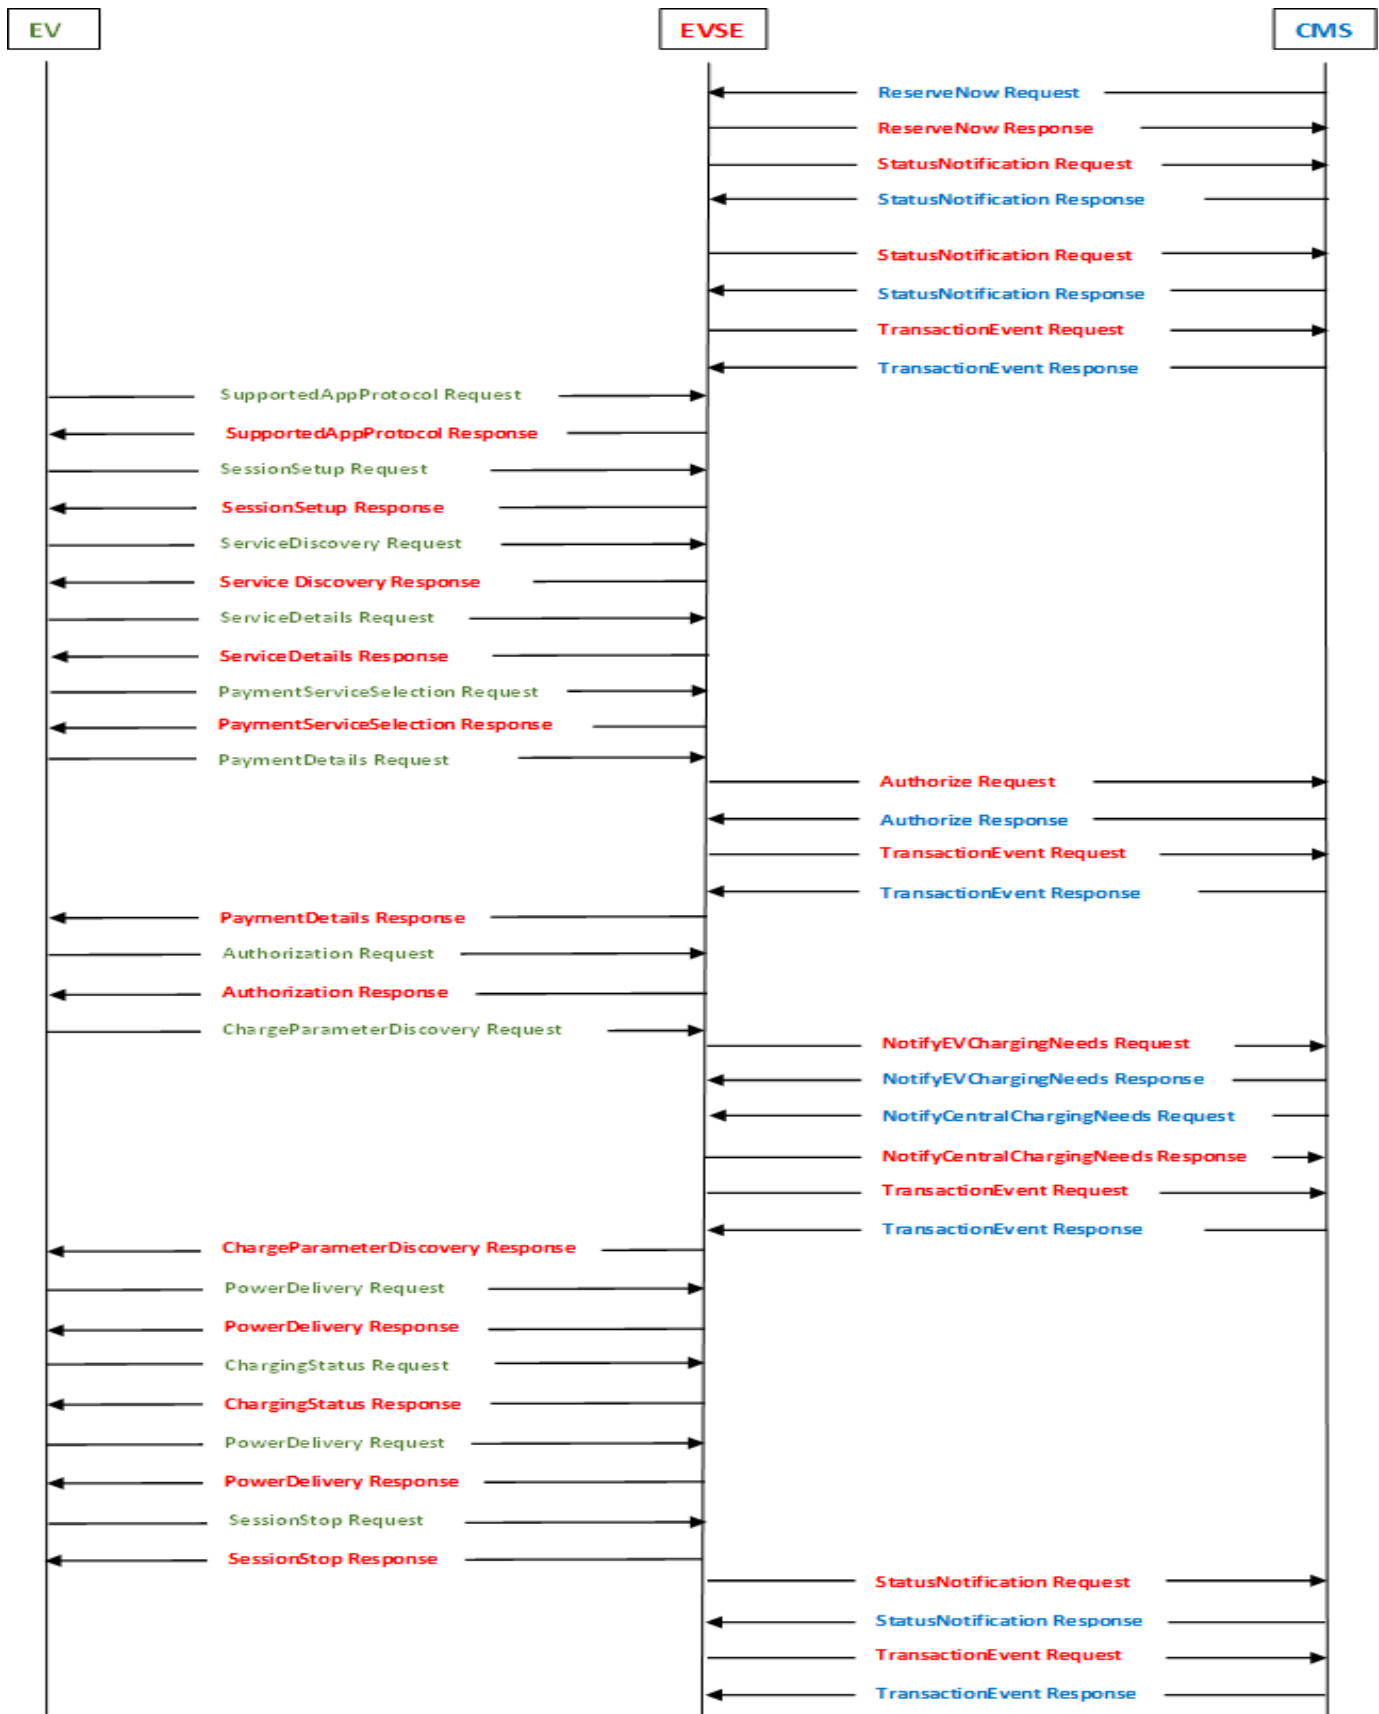 EV
EVSE
CMS
ReserveNow Request
ReserveNow Response
StatusNotification Request
StatusNotification Response
StatusNotification Request
StatusNotification Response
TransactionEvent Request
TransactionEvent Response
SupportedAppProtocol Request
SupportedAppProtocol Response
SessionSetup Request
SessionSetup Response
ServiceDiscovery Request
Service Discovery Response
ServiceDetails Request
ServiceDetails Response
PaymentServiceSelection Request
PaymentServiceSelection Response
PaymentDetails Request
Authorize Request
Authorize Response
TransactionEvent Request
TransactionEvent Response
PaymentDetails Response
Authorization Request
Authorization Response
ChargeParameterDiscovery Request
NotifyEVChargingNeeds Request
NotifyEVChargingNeeds Response
NotifyCentralChargingNeeds Request
NotifyCentralChargingNeeds Response
TransactionEvent Request
TransactionEvent Response
ChargeParameterDiscovery Response
PowerDelivery Request
PowerDelivery Response
ChargingStatus Request
ChargingStatus Response
PowerDelivery Request
PowerDelivery Response
SessionStop Request
SessionStop Response
StatusNotification Request
StatusNotification Response
TransactionEvent Request
TransactionEvent Response